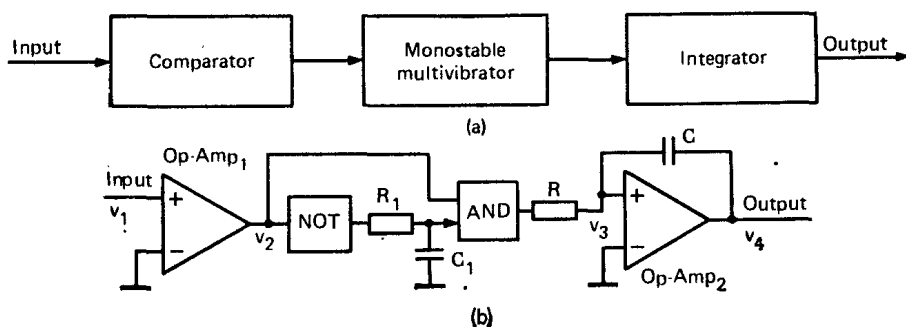 Input
Comparator
Monostable
multivibrator
Integrator
Output
(a)
Op-Amp₁
Input
v₁
+
−
v₂
NOT
R₁
C₁
AND
R
v₃
C
+
−
Op-Amp₂
Output
v₄
(b)